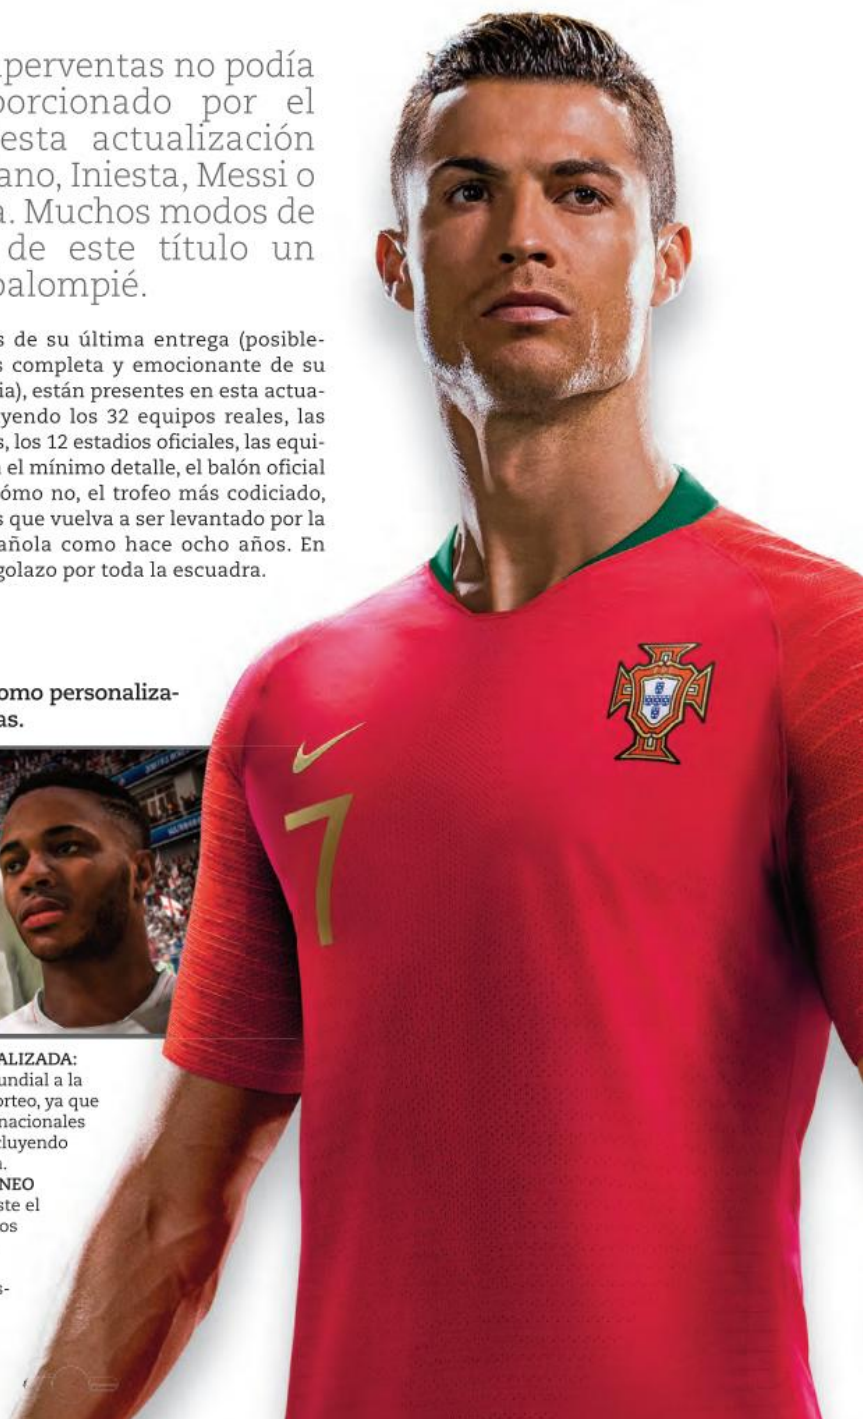 perventas no podía
porcionado por el
esta actualización
ano, Iniesta, Messi o
a. Muchos modos de
de este título un
balompié.
s de su última entrega (posible-
s completa y emocionante de su
ia), están presentes en esta actua-
yendo los 32 equipos reales, las
s, los 12 estadios oficiales, las equi-
el mínimo detalle, el balón oficial
ómo no, el trofeo más codiciado,
s que vuelva a ser levantado por la
añola como hace ocho años. En
golazo por toda la escuadra.
omo personaliza-
as.
7
ALIZADA:
undial a la
orteo, ya que
nacionales
cluyendo
a.
NEO
ste el
os
s-